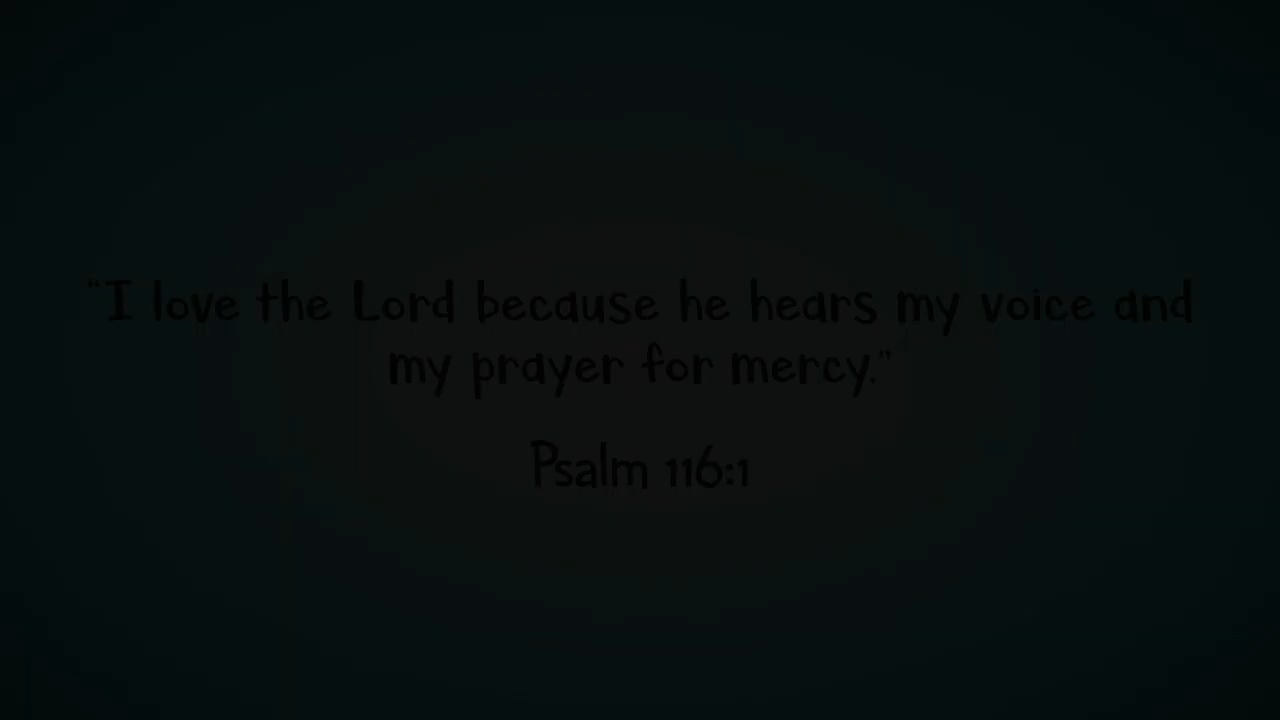 “I love the Lord because he hears my voice and
my prayer for mercy.”
Psalm 116:1